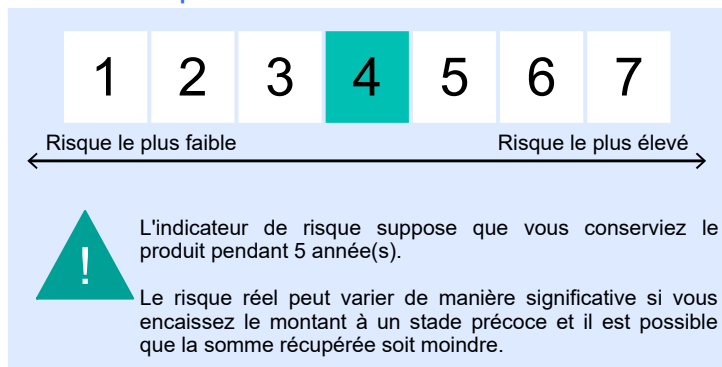 1 2 3 4 5 6 7
Risque le plus faible Risque le plus élevé
!
L'indicateur de risque suppose que vous conserviez le
produit pendant 5 année(s).
Le risque réel peut varier de manière significative si vous
encaissez le montant à un stade précoce et il est possible
que la somme récupérée soit moindre.